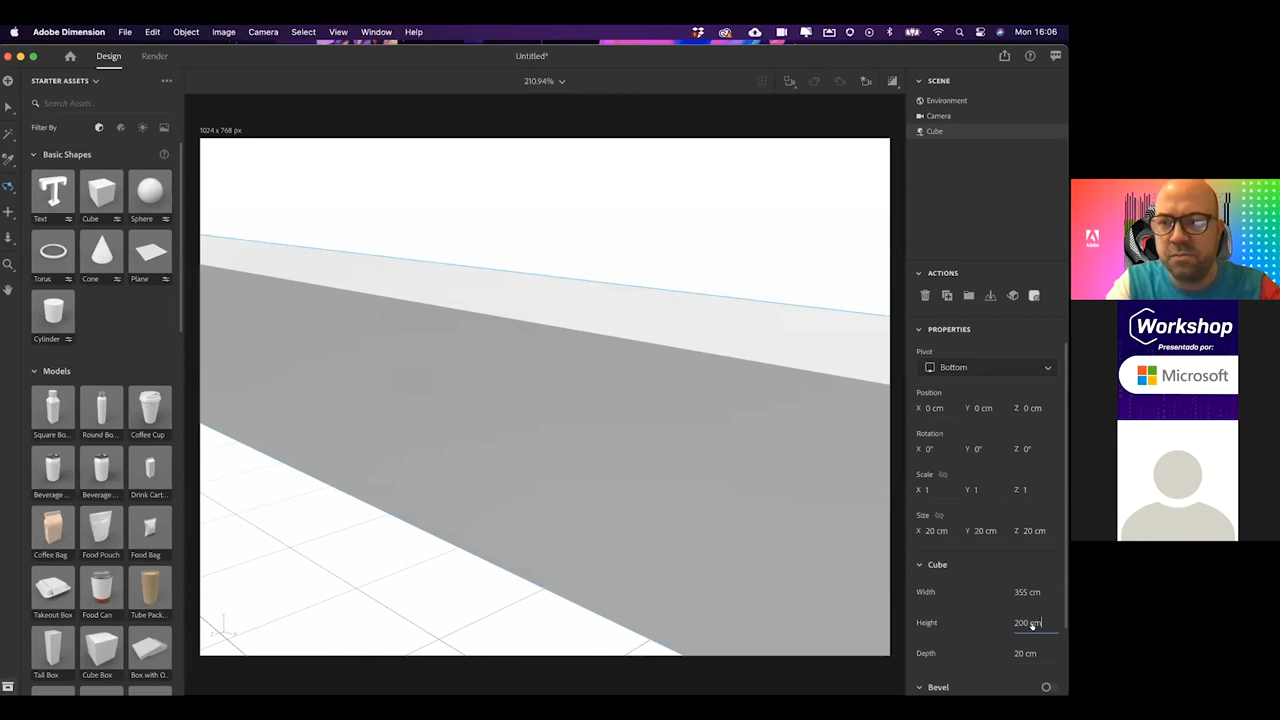 Adobe Dimension File Edit Object Image Camera Select View Window Help Mon 16:06
Design Render Untitled*
STARTER ASSETS
210.94%
Search Assets...
Filter By
1024 x 768 px
Basic Shapes
Text Cube Sphere
Torus Cone Plane
Cylinder
Models
Square Bo... Round Bo... Coffee Cup
Beverage... Beverage... Drink Cart...
Coffee Bag Food Pouch Food Bag
Takeout Box Food Can Tube Pack...
Tall Box Cube Box Box with O...
SCENE
Environment
Camera
Cube
ACTIONS
PROPERTIES
Pivot
Bottom
Position
X 0 cm Y 0 cm Z 0 cm
Rotation
X 0° Y 0° Z 0°
Scale
X 1 Y 1 Z 1
Size
X 20 cm Y 20 cm Z 20 cm
Cube
Width 355 cm
Height 200 cm
Depth 20 cm
Bevel
Adobe
Workshop
Presentado por:
Microsoft